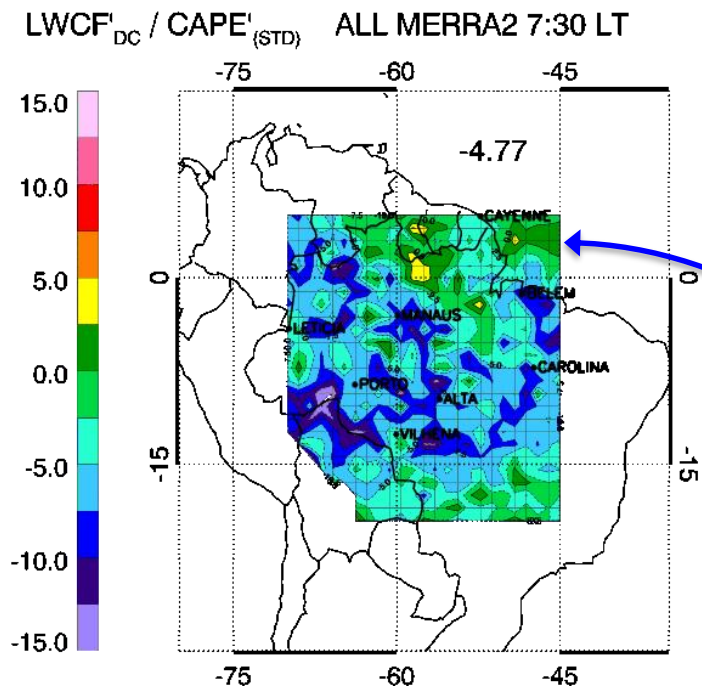 LWCF'DC / CAPE'(STD) ALL MERRA2 7:30 LT
-75 -60 -45
15.0
10.0
5.0
0.0
-5.0
-10.0
-15.0
-4.77
CAYENNE
0 0
BELEM
MANAUS
LETICIA
CAROLINA
PORTO
ALTA
VILHENA
-15 -15
-75 -60 -45